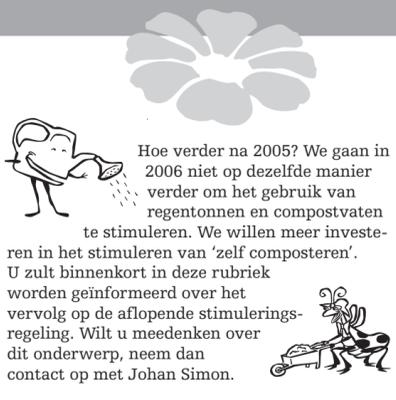 Hoe verder na 2005? We gaan in
2006 niet op dezelfde manier
verder om het gebruik van
regentonnen en compostvaten
te stimuleren. We willen meer investe-
ren in het stimuleren van ‘zelf composteren’.
U zult binnenkort in deze rubriek
worden geïnformeerd over het
vervolg op de aflopende stimulerings-
regeling. Wilt u meedenken over
dit onderwerp, neem dan
contact op met Johan Simon.